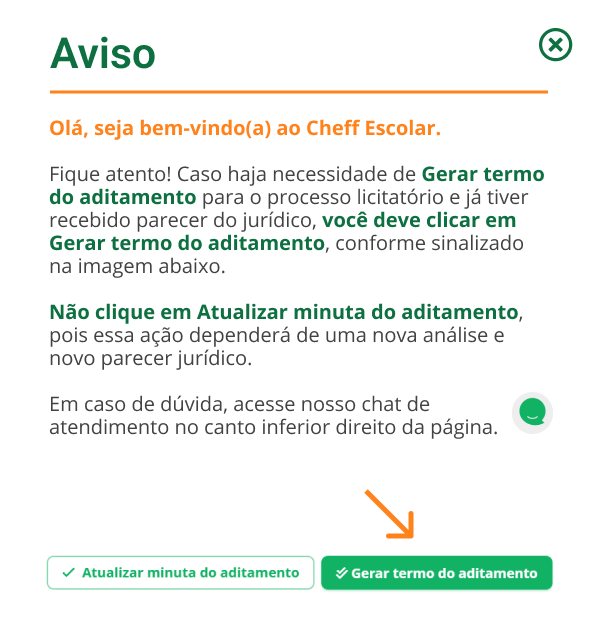 Aviso
Olá, seja bem-vindo(a) ao Cheff Escolar.
Fique atento! Caso haja necessidade de Gerar termo
do aditamento para o processo licitatório e já tiver
recebido parecer do jurídico, você deve clicar em
Gerar termo do aditamento, conforme sinalizado
na imagem abaixo.
Não clique em Atualizar minuta do aditamento,
pois essa ação dependerá de uma nova análise e
novo parecer jurídico.
Em caso de dúvida, acesse nosso chat de
atendimento no canto inferior direito da página.
Atualizar minuta do aditamento
Gerar termo do aditamento